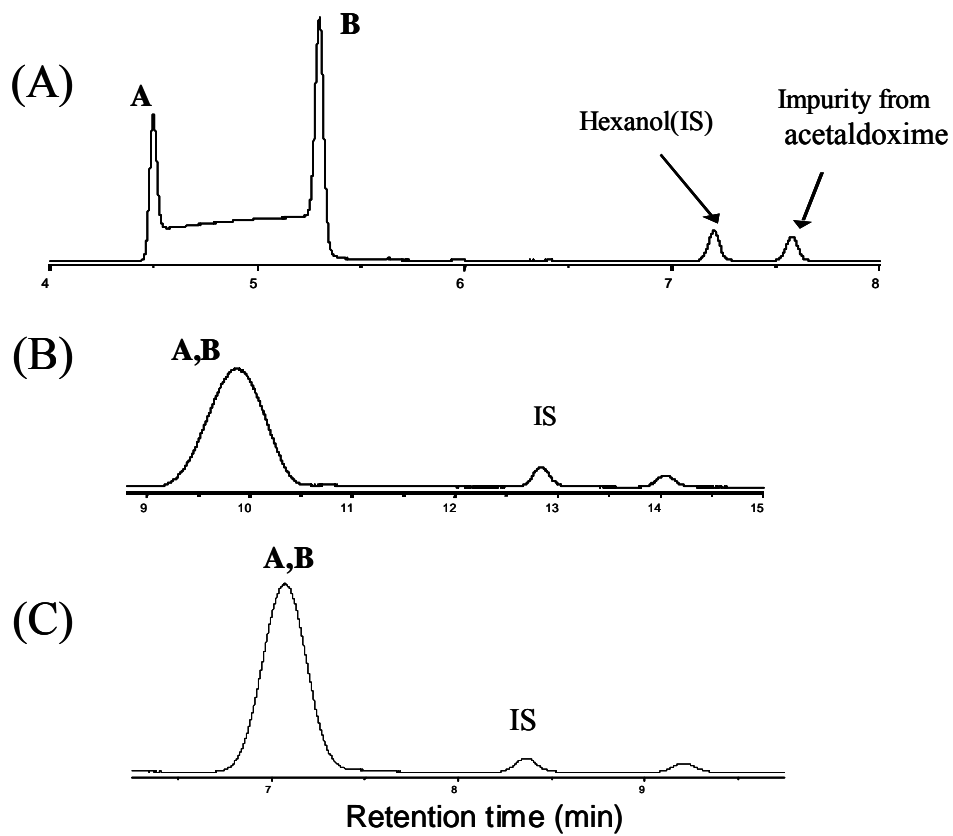 (A)
A
B
Hexanol(IS)
Impurity from
acetaldoxime
4 5 6 7 8
(B)
A,B
IS
9 10 11 12 13 14 15
(C)
A,B
IS
7 8 9
Retention time (min)